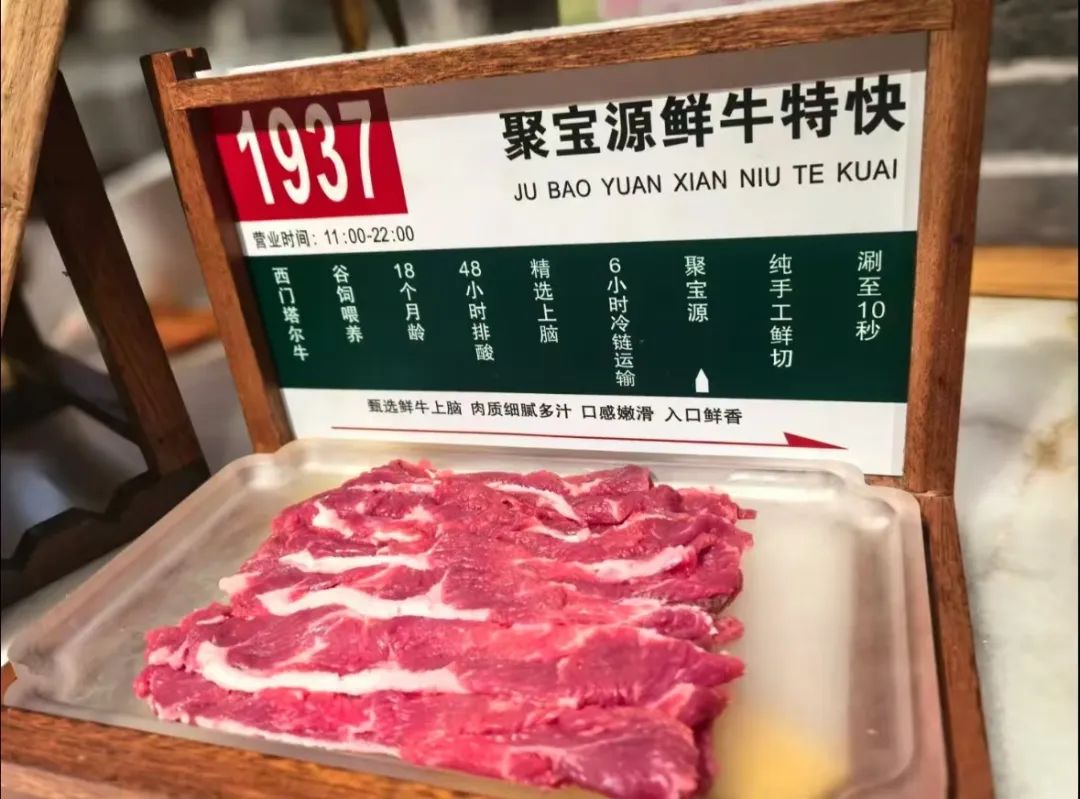 1937
聚宝源鲜牛特快
JU BAO YUAN XIAN NIU TE KUAI
营业时间：11:00-22:00
西门塔尔牛
谷饲喂养
18个月龄
48小时排酸
精选上脑
6小时冷链运输
聚宝源
纯手工鲜切
涮至10秒
甄选鲜牛上脑 肉质细腻多汁 口感嫩滑 入口鲜香